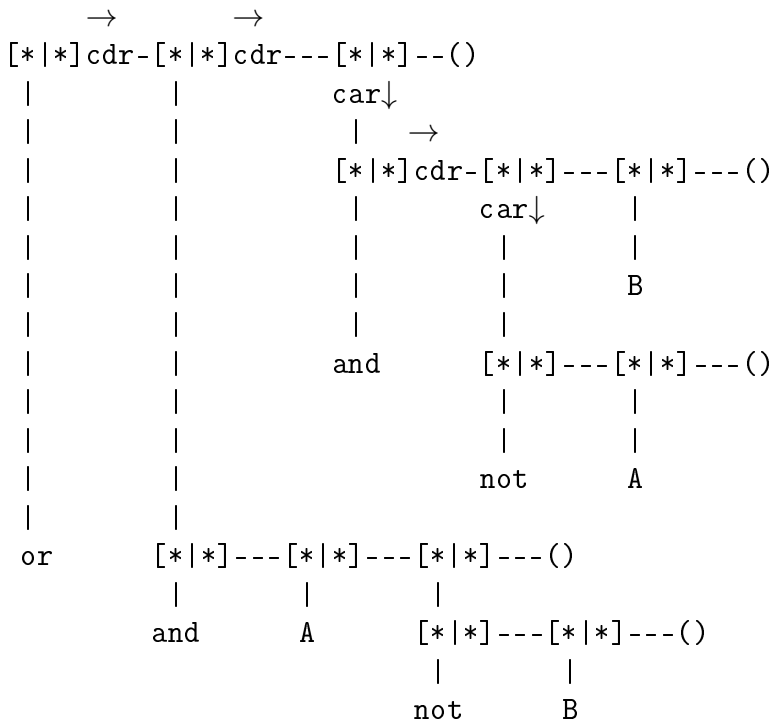 → →
[*|*]cdr-[*|*]cdr---[*|*]--()
| | car↓
| | | →
| | [*|*]cdr-[*|*]---[*|*]---()
| | | car↓ |
| | | | |
| | | | B
| | | |
| | and [*|*]---[*|*]---()
| | | |
| | | |
| | not A
| |
or [*|*]---[*|*]---[*|*]---()
| | |
and A [*|*]---[*|*]---()
| |
not B